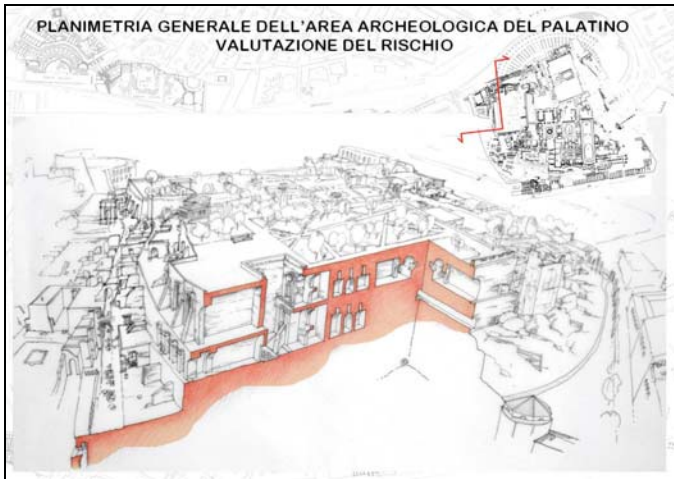 PLANIMETRIA GENERALE DELL'AREA ARCHEOLOGICA DEL PALATINO
VALUTAZIONE DEL RISCHIO